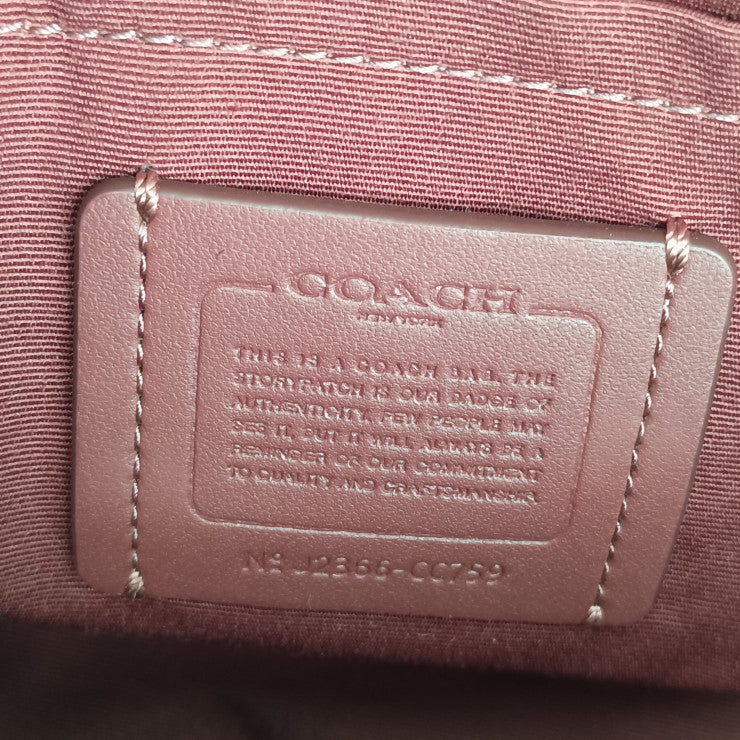 COACH
NEW YORK
THIS IS A COACH BAG. THE
STORYPATCH IS OUR BADGE OF
AUTHENTICITY. FEW PEOPLE MAY
SEE IT, BUT IT WILL ALWAYS BE A
REMINDER OF OUR COMMITMENT
TO QUALITY AND CRAFTSMANSHIP.
Nº J2366-CC759